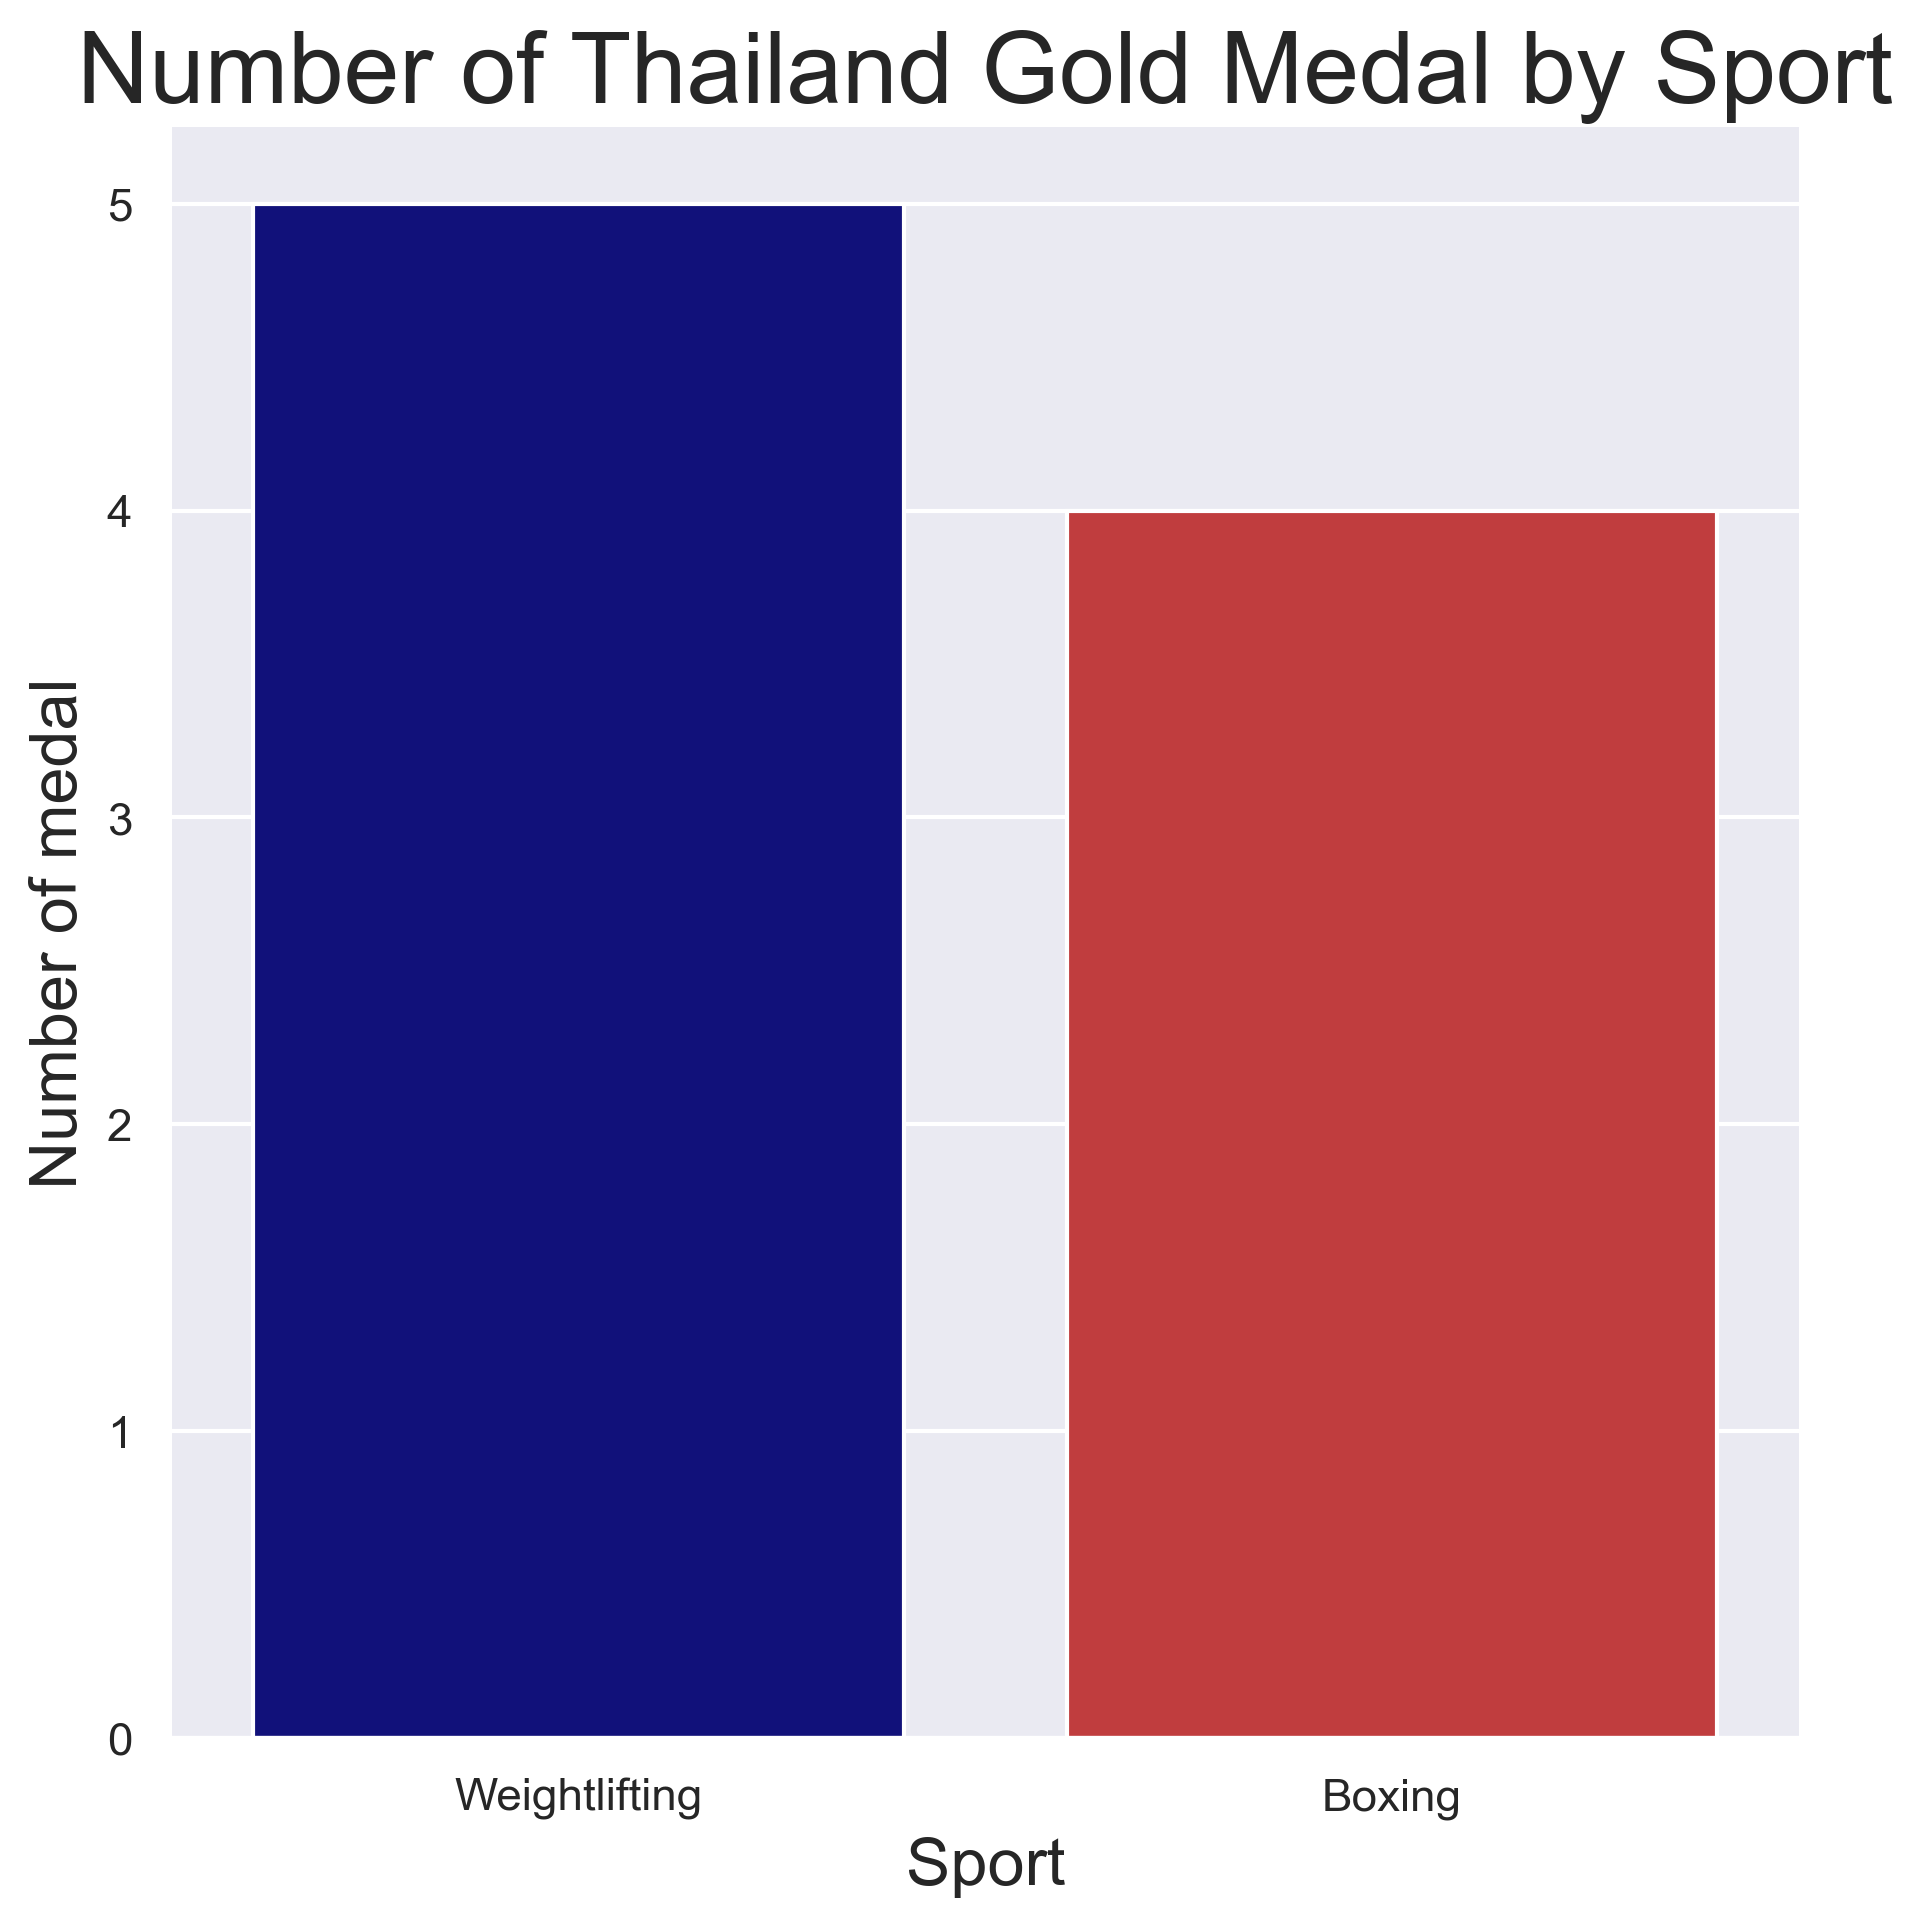 Number of Thailand Gold Medal by Sport
Number of medal
5
4
3
2
1
0
Weightlifting
Boxing
Sport